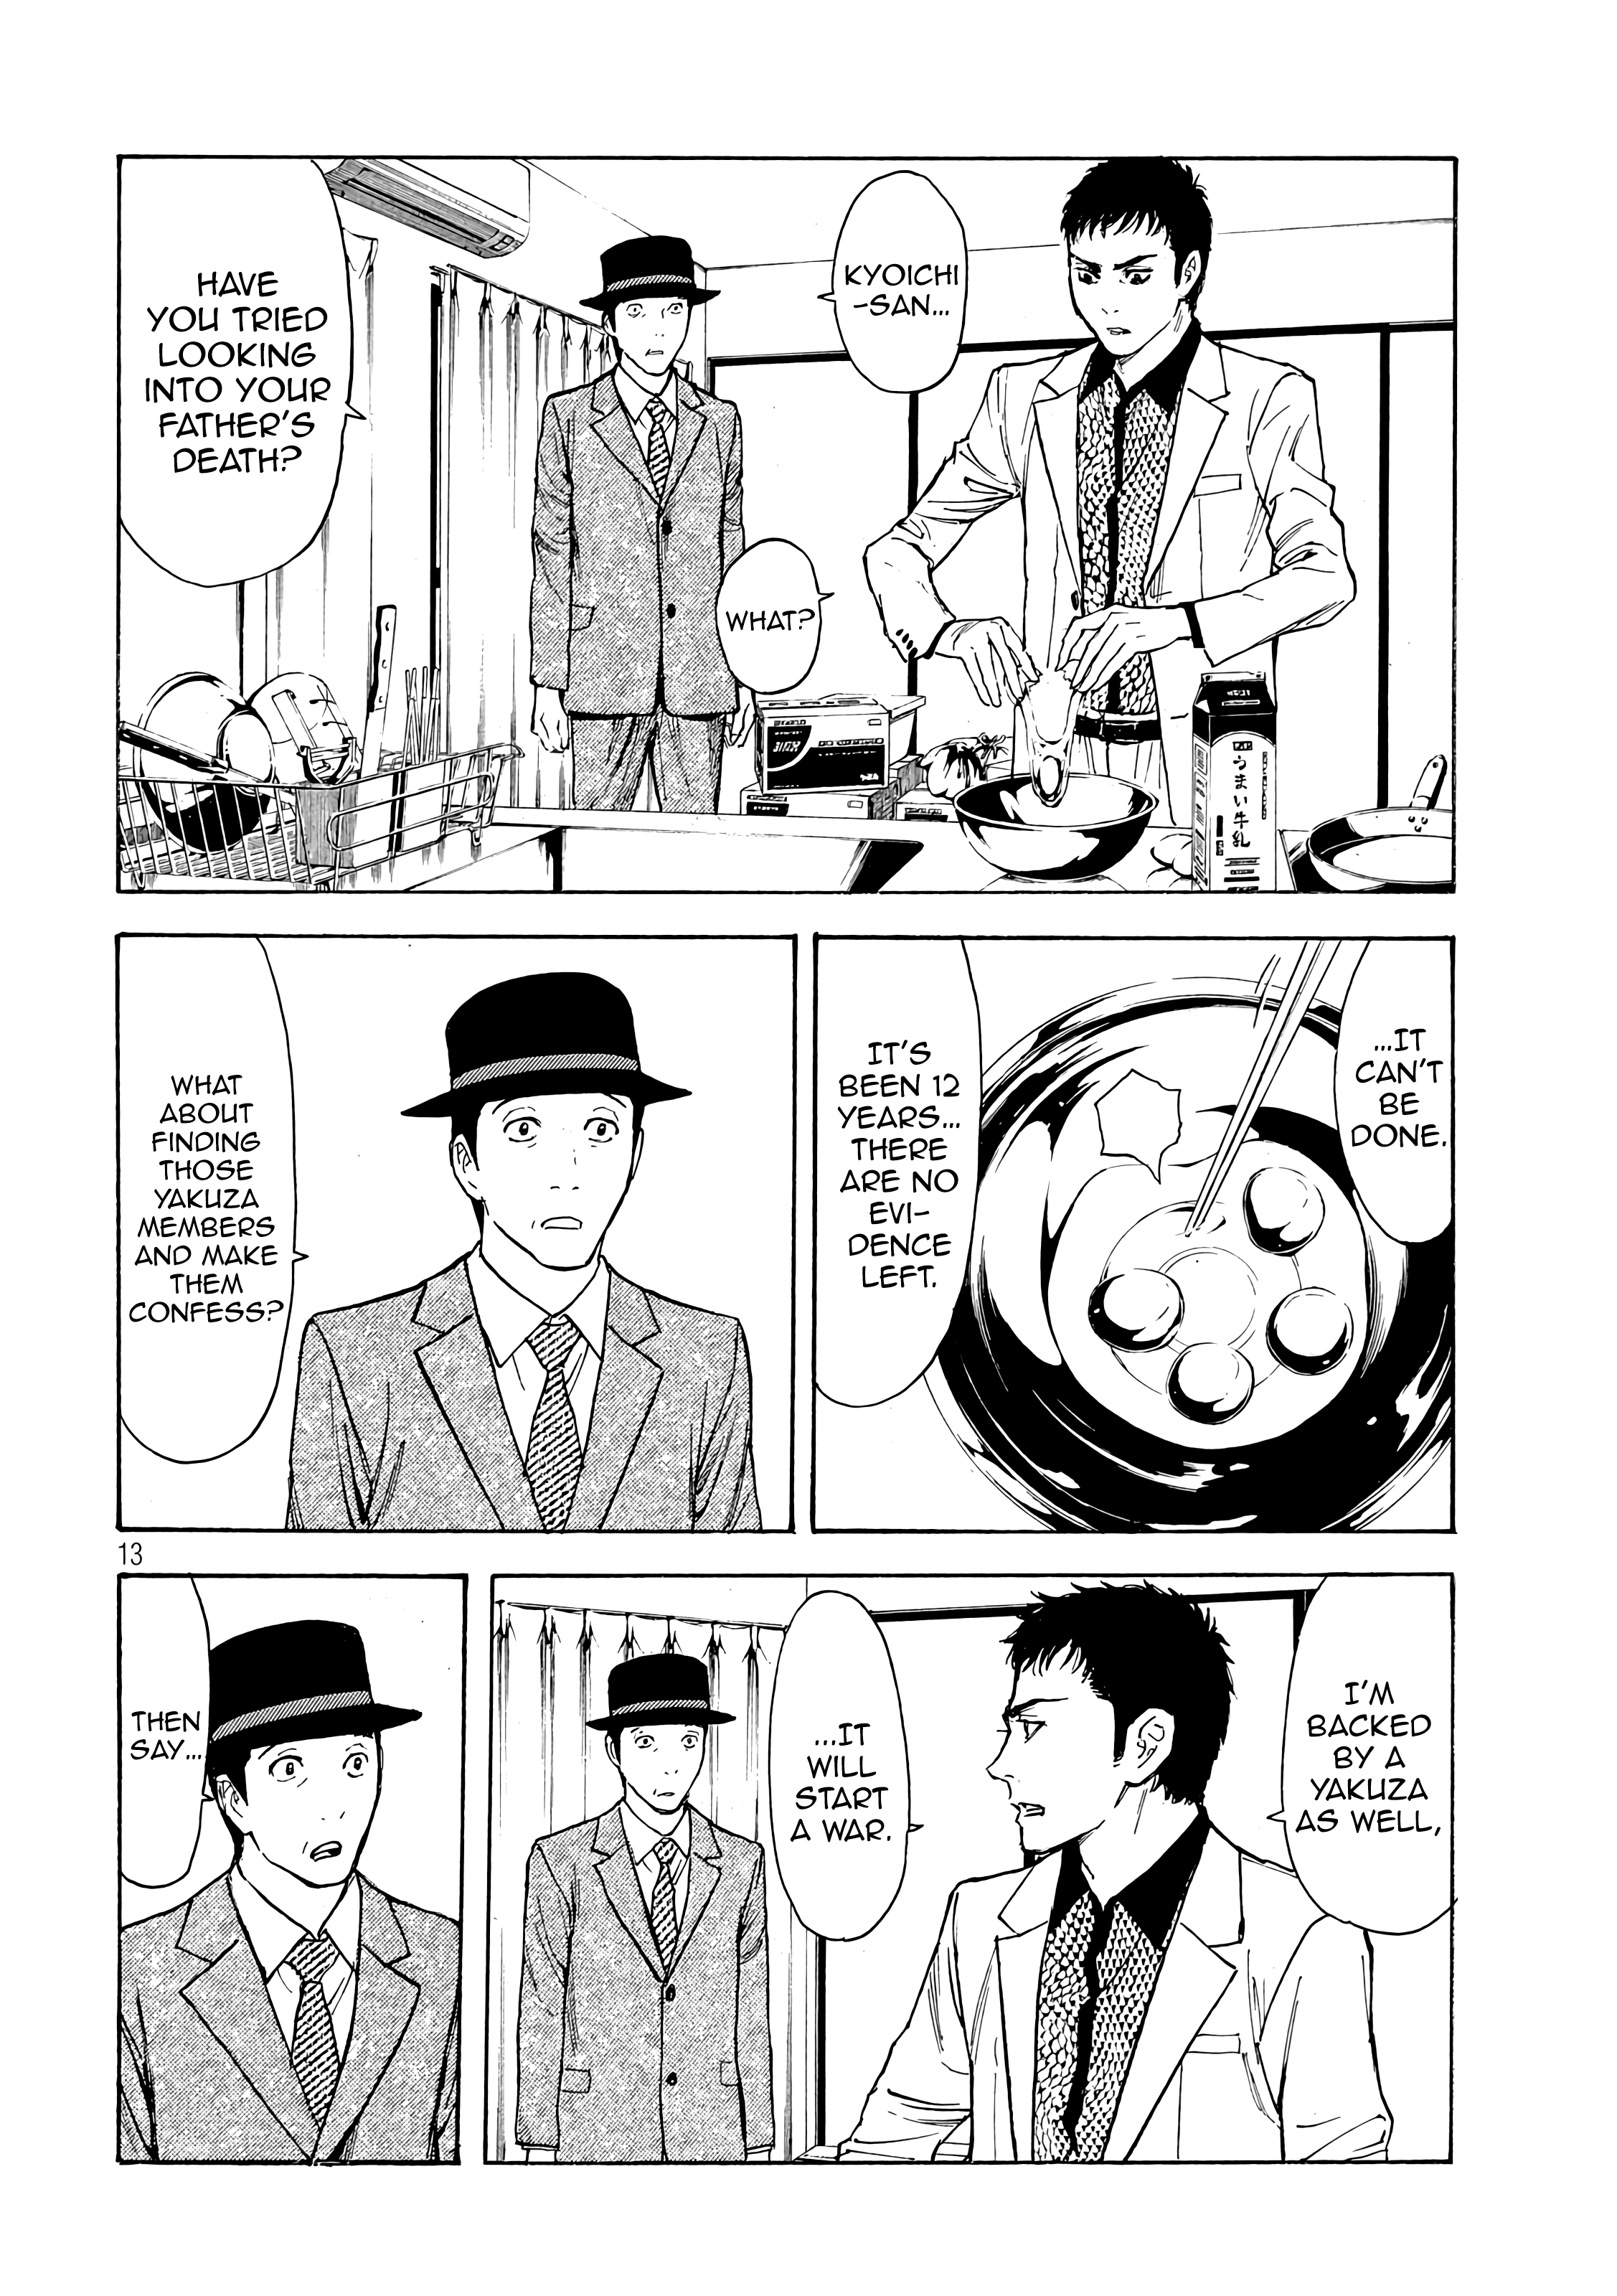 KYOICHI
-SAN...
WHAT?
HAVE
YOU TRIED
LOOKING
INTO YOUR
FATHER'S
DEATH?
うまい牛乳
...IT
CAN'T
BE
DONE.
IT'S
BEEN 12
YEARS...
THERE
ARE NO
EVI-
DENCE
LEFT.
WHAT
ABOUT
FINDING
THOSE
YAKUZA
MEMBERS
AND MAKE
THEM
CONFESS?
13
I'M
BACKED
BY A
YAKUZA
AS WELL,
...IT
WILL
START
A WAR.
THEN
SAY...